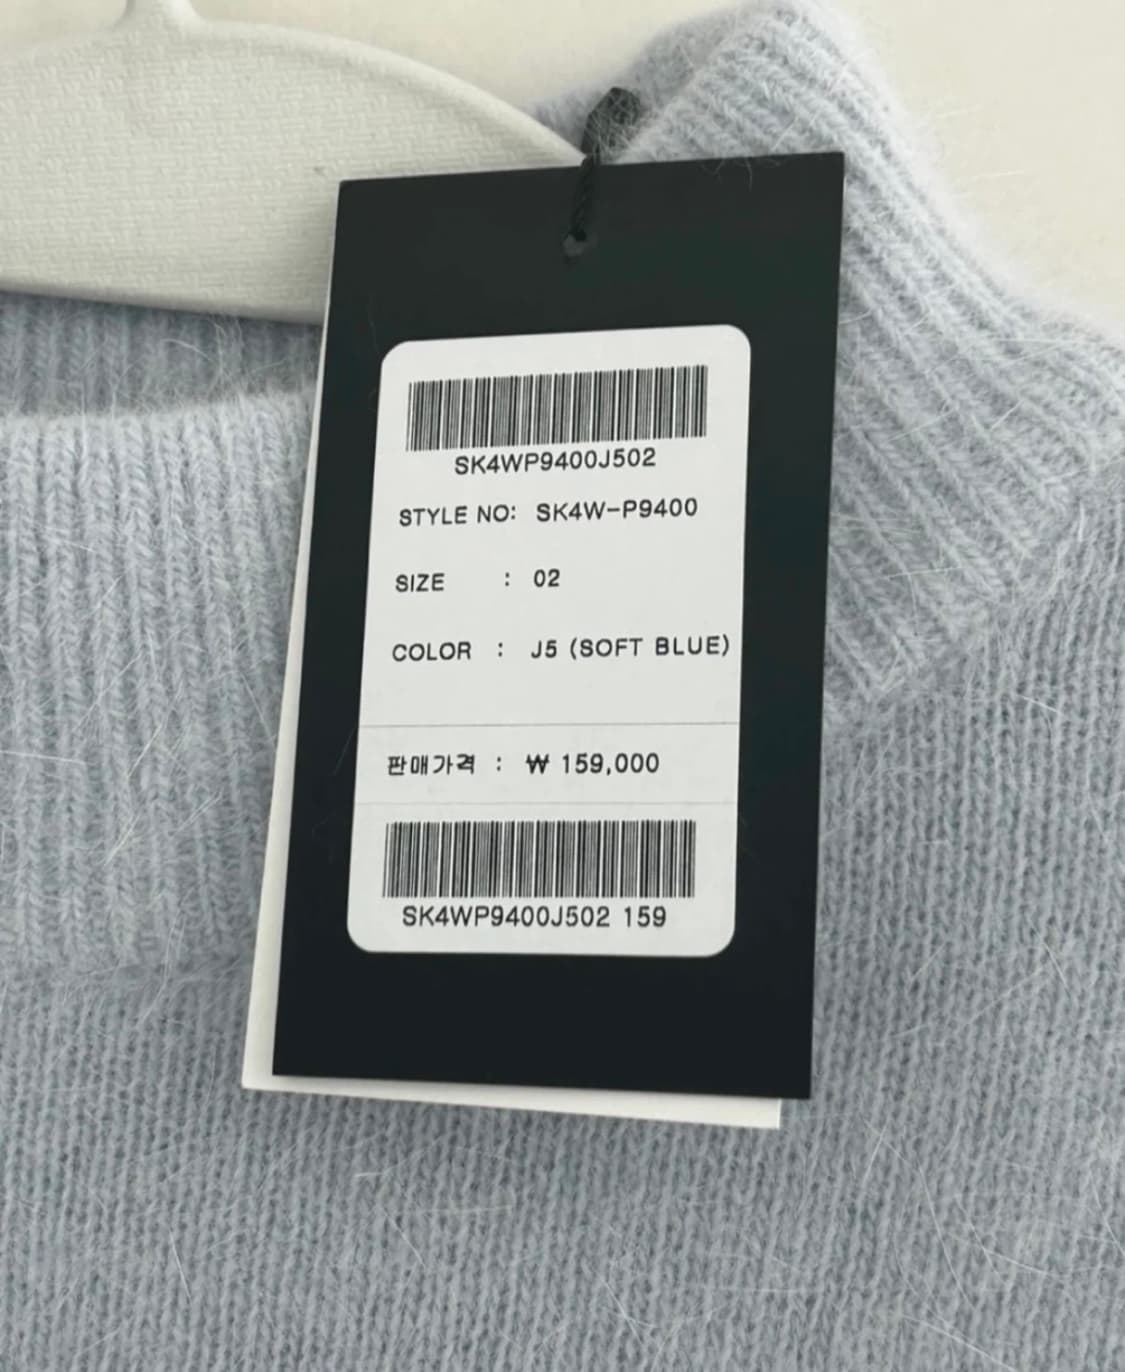 SK4WP9400J502
STYLE NO: SK4W-P9400
SIZE : 02
COLOR : J5 (SOFT BLUE)
판매가격 : ₩ 159,000
SK4WP9400J502 159